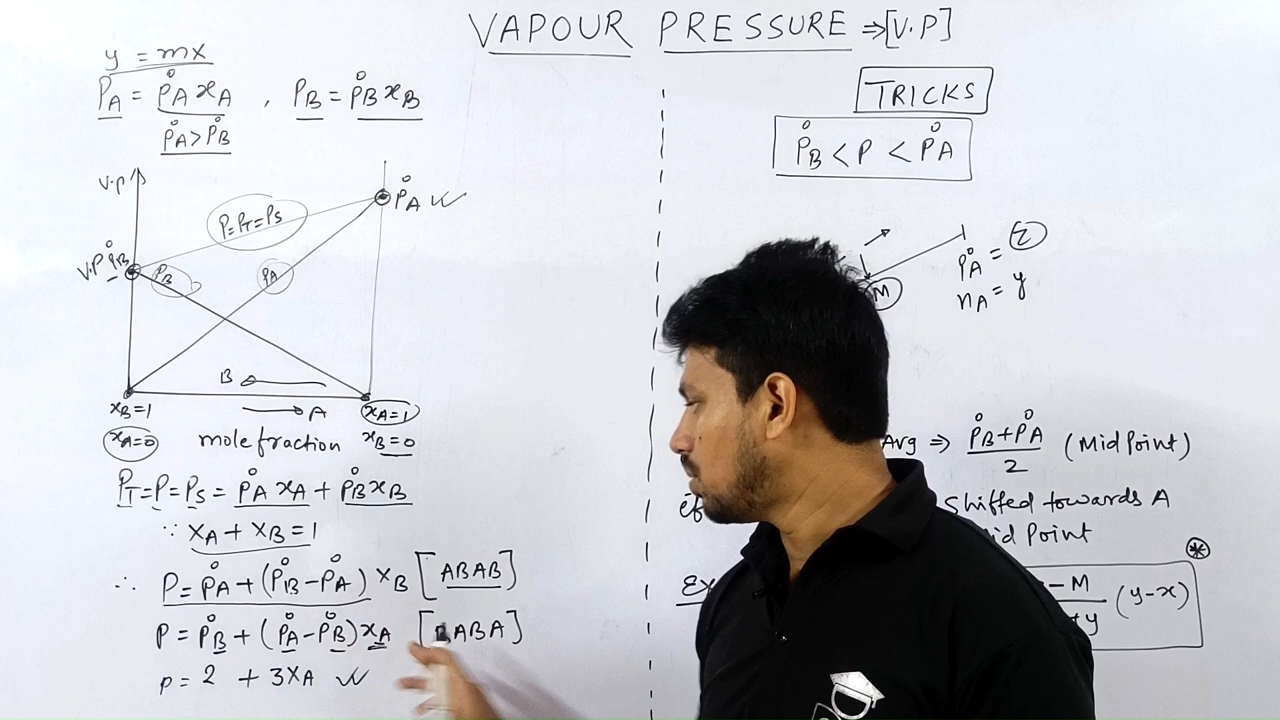 VAPOUR PRESSURE ⇒[V.P]
y = mx
P_A = P°_A x_A , P_B = P°_B x_B
P°_A > P°_B
V.P
P°_A
P=P_T=P_S
V.P P°_B
P_B
P_A
B
A
x_B=1
x_A=1
x_A=0 mole fraction x_B=0
P_T=P=P_S= P°_A x_A + P°_B x_B
∵ x_A + x_B = 1
∴ P = P°_A + (P°_B - P°_A) x_B [ABAB]
P = P°_B + (P°_A - P°_B) x_A [BABA]
P = 2 + 3x_A
TRICKS
P°_B < P < P°_A
P°_A = Z
n_A = y
M
Avg ⇒ P°_B + P°_A / 2 (Mid Point)
if Shifted towards A
Point
- M
+y (y-x)